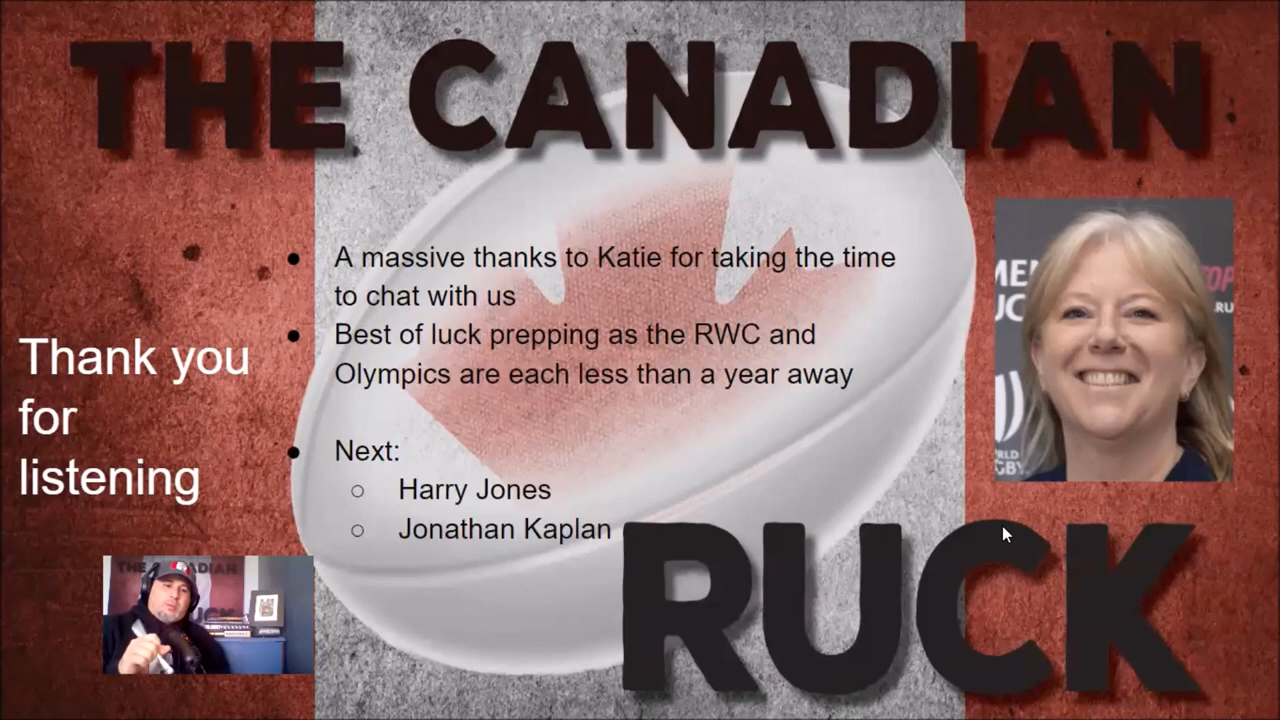 THE CANADIAN
A massive thanks to Katie for taking the time
to chat with us
Best of luck prepping as the RWC and
Olympics are each less than a year away
Thank you
for
listening
Next:
Harry Jones
Jonathan Kaplan
RUCK
THE CANADIAN